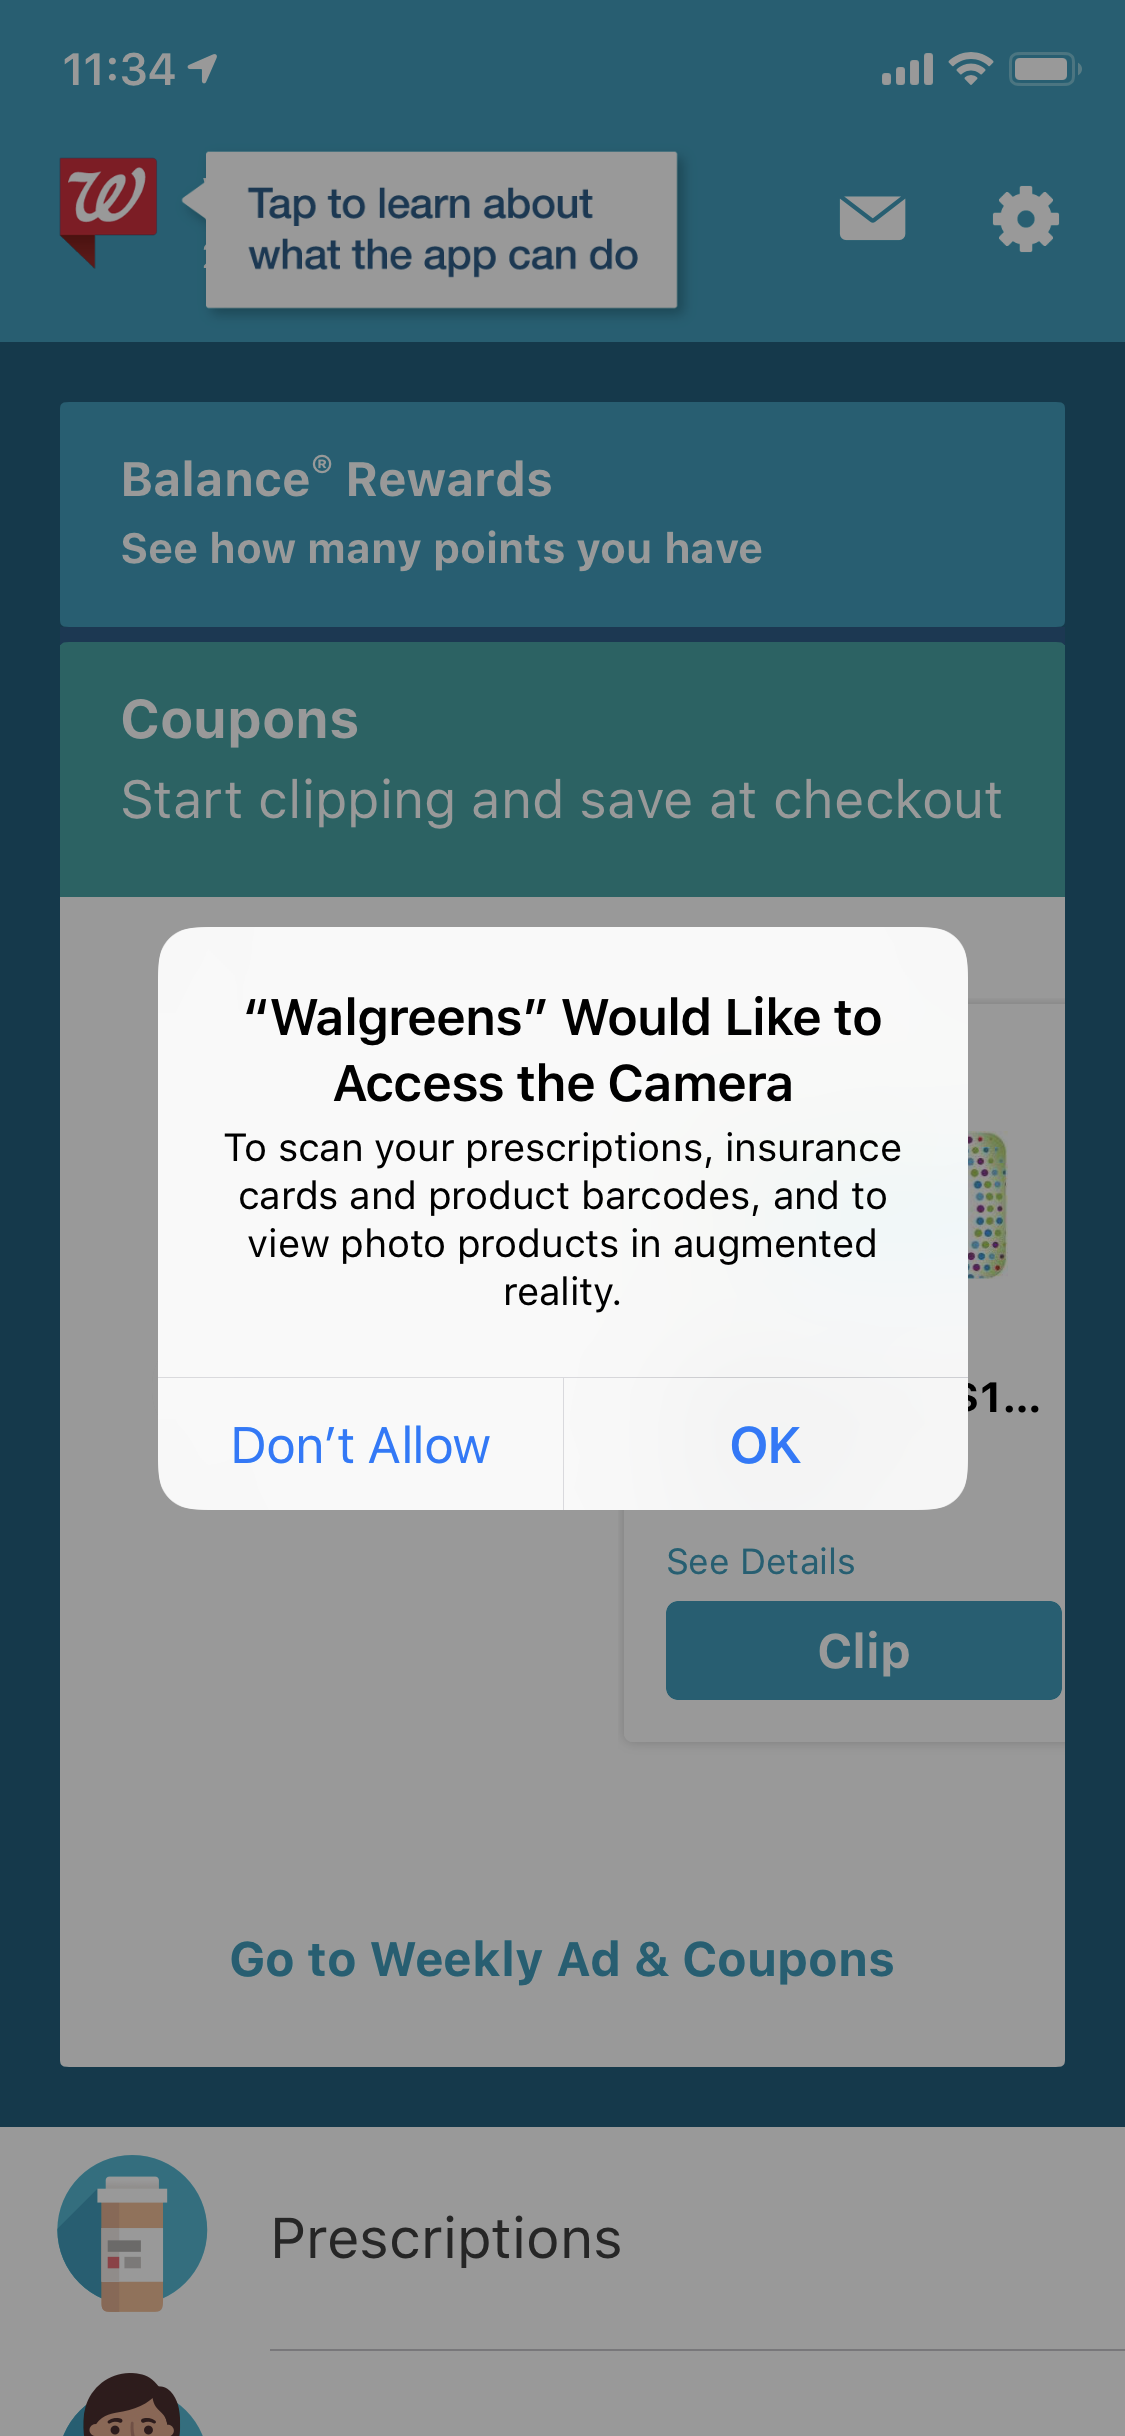 11:34
W
Tap to learn about
what the app can do
Balance® Rewards
See how many points you have
Coupons
Start clipping and save at checkout
“Walgreens” Would Like to
Access the Camera
To scan your prescriptions, insurance
cards and product barcodes, and to
view photo products in augmented
reality.
$1...
Don’t Allow
OK
See Details
Clip
Go to Weekly Ad & Coupons
Prescriptions